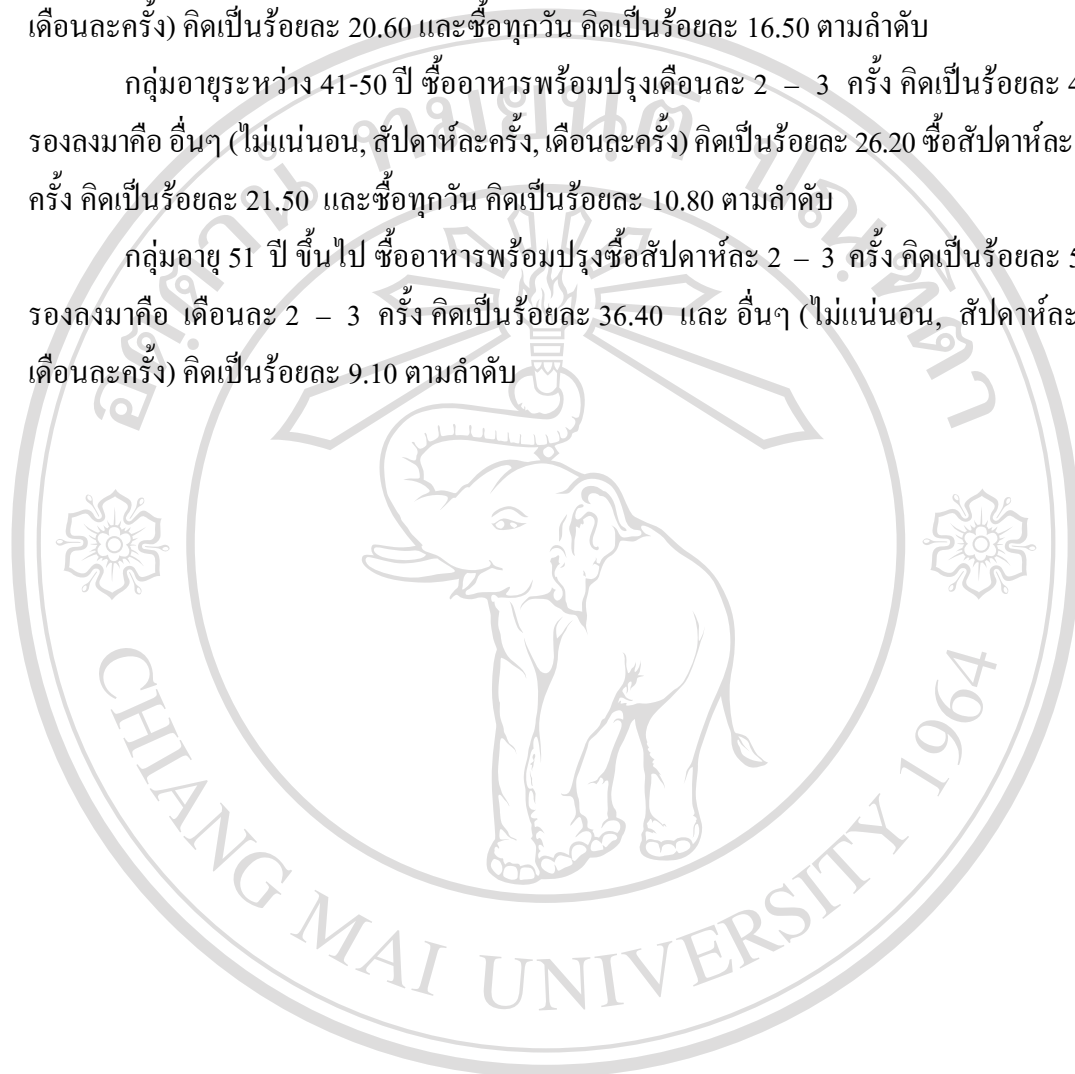 เดือนละครั้ง) คิดเป็นร้อยละ 20.60 และซื้อทุกวัน คิดเป็นร้อยละ 16.50 ตามลำดับ
กลุ่มอายุระหว่าง 41-50 ปี ซื้ออาหารพร้อมปรุงเดือนละ 2 – 3 ครั้ง คิดเป็นร้อยละ 4
รองลงมาคือ อื่นๆ (ไม่แน่นอน, สัปดาห์ละครั้ง, เดือนละครั้ง) คิดเป็นร้อยละ 26.20 ซื้อสัปดาห์ละ
ครั้ง คิดเป็นร้อยละ 21.50 และซื้อทุกวัน คิดเป็นร้อยละ 10.80 ตามลำดับ
กลุ่มอายุ 51 ปี ขึ้นไป ซื้ออาหารพร้อมปรุงซื้อสัปดาห์ละ 2 – 3 ครั้ง คิดเป็นร้อยละ 5
รองลงมาคือ เดือนละ 2 – 3 ครั้ง คิดเป็นร้อยละ 36.40 และ อื่นๆ (ไม่แน่นอน, สัปดาห์ละ
เดือนละครั้ง) คิดเป็นร้อยละ 9.10 ตามลำดับ
อตฺตานํ ทมยนฺติ ปณฺฑิตา
CHIANG MAI UNIVERSITY 1964